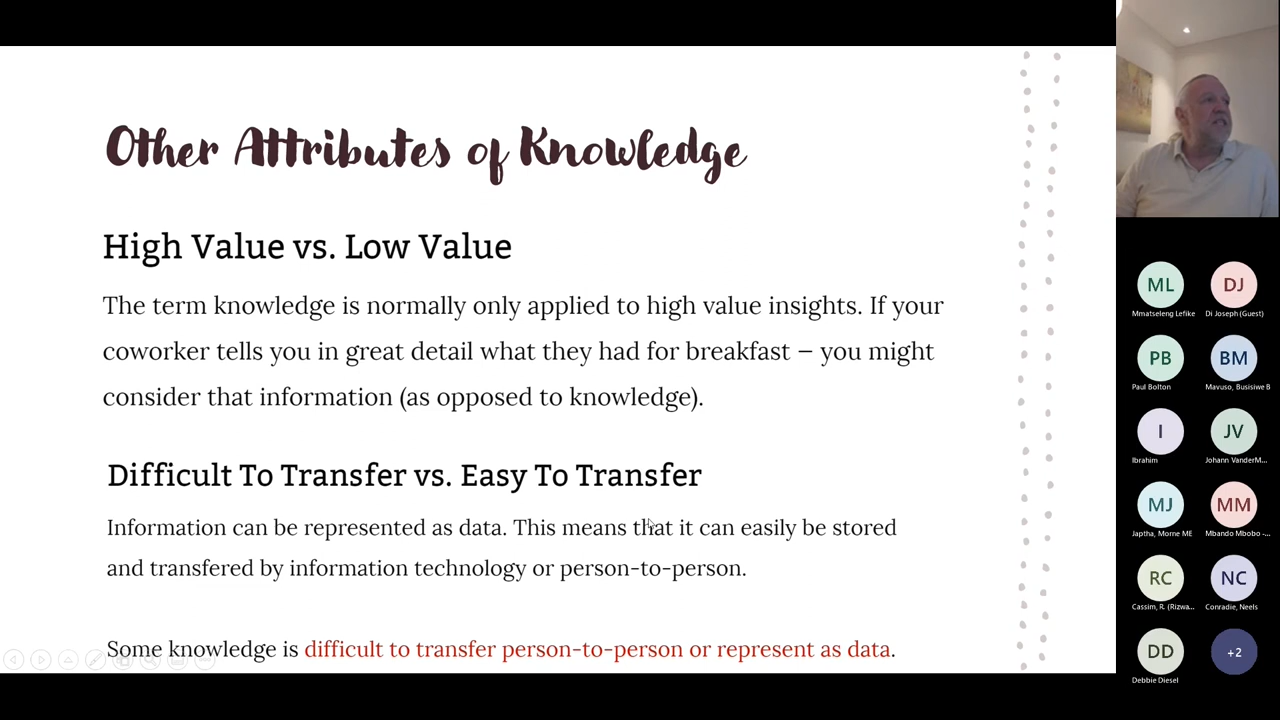 Other Attributes of Knowledge
High Value vs. Low Value
The term knowledge is normally only applied to high value insights. If your
coworker tells you in great detail what they had for breakfast — you might
consider that information (as opposed to knowledge).
Difficult To Transfer vs. Easy To Transfer
Information can be represented as data. This means that it can easily be stored
and transfered by information technology or person-to-person.
Some knowledge is difficult to transfer person-to-person or represent as data.
ML
DJ
Mmatseleng Lefike
Di Joseph (Guest)
PB
BM
Paul Bolton
Mavuso, Busisiwe B
I
JV
Ibrahim
Johann VanderM...
MJ
MM
Japtha, Morne ME
Mbando Mbobo -...
RC
NC
Cassim, R. (Rizwa...
Conradie, Neels
DD
+2
Debbie Diesel